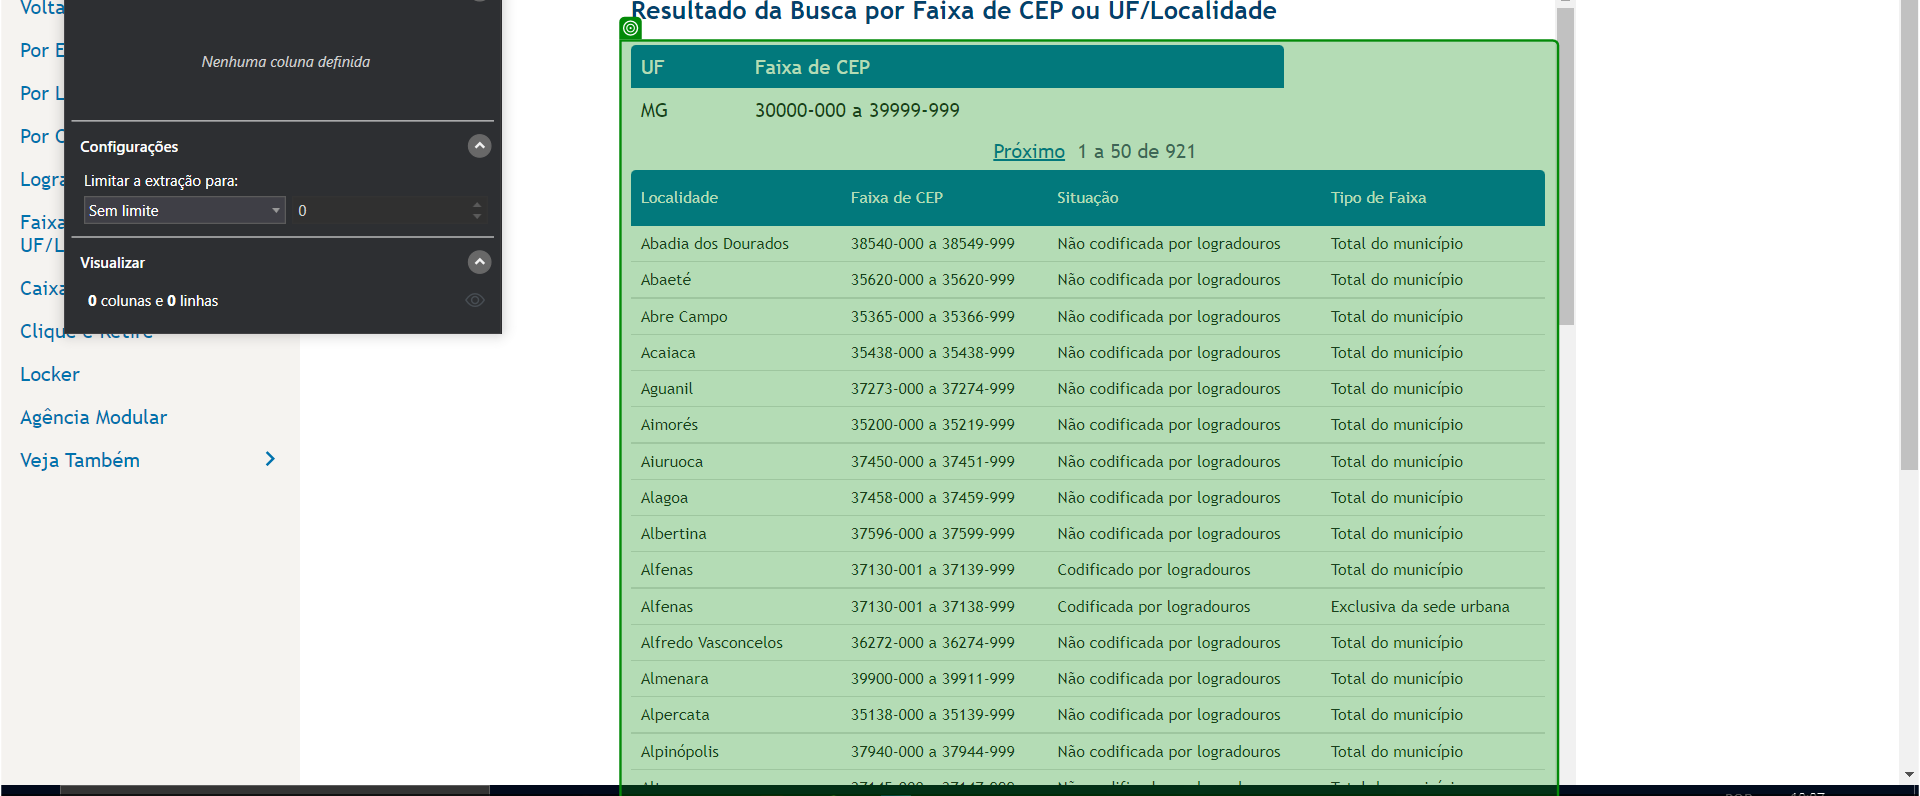 Volta
Por E
Por L
Por C
Logra
Faixa
UF/L
Caixa
Clique e Retire
Locker
Agência Modular
Veja Também
Nenhuma coluna definida
Configurações
Limitar a extração para:
Sem limite 0
Visualizar
0 colunas e 0 linhas
Resultado da Busca por Faixa de CEP ou UF/Localidade
UF Faixa de CEP
MG 30000-000 a 39999-999
Próximo 1 a 50 de 921
Localidade Faixa de CEP Situação Tipo de Faixa
Abadia dos Dourados 38540-000 a 38549-999 Não codificada por logradouros Total do município
Abaeté 35620-000 a 35620-999 Não codificada por logradouros Total do município
Abre Campo 35365-000 a 35366-999 Não codificada por logradouros Total do município
Acaiaca 35438-000 a 35438-999 Não codificada por logradouros Total do município
Aguanil 37273-000 a 37274-999 Não codificada por logradouros Total do município
Aimorés 35200-000 a 35219-999 Não codificada por logradouros Total do município
Aiuruoca 37450-000 a 37451-999 Não codificada por logradouros Total do município
Alagoa 37458-000 a 37459-999 Não codificada por logradouros Total do município
Albertina 37596-000 a 37599-999 Não codificada por logradouros Total do município
Alfenas 37130-001 a 37139-999 Codificado por logradouros Total do município
Alfenas 37130-001 a 37138-999 Codificada por logradouros Exclusiva da sede urbana
Alfredo Vasconcelos 36272-000 a 36274-999 Não codificada por logradouros Total do município
Almenara 39900-000 a 39911-999 Não codificada por logradouros Total do município
Alpercata 35138-000 a 35139-999 Não codificada por logradouros Total do município
Alpinópolis 37940-000 a 37944-999 Não codificada por logradouros Total do município